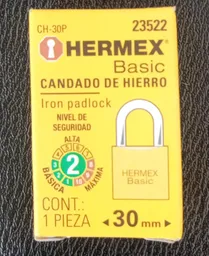 CH-30P 23522
HERMEX
Basic
CANDADO DE HIERRO
Iron padlock
NIVEL DE
SEGURIDAD
ALTA
2
BÁSICA MÁXIMA
HERMEX
Basic
CONT.:
1 PIEZA
30 mm